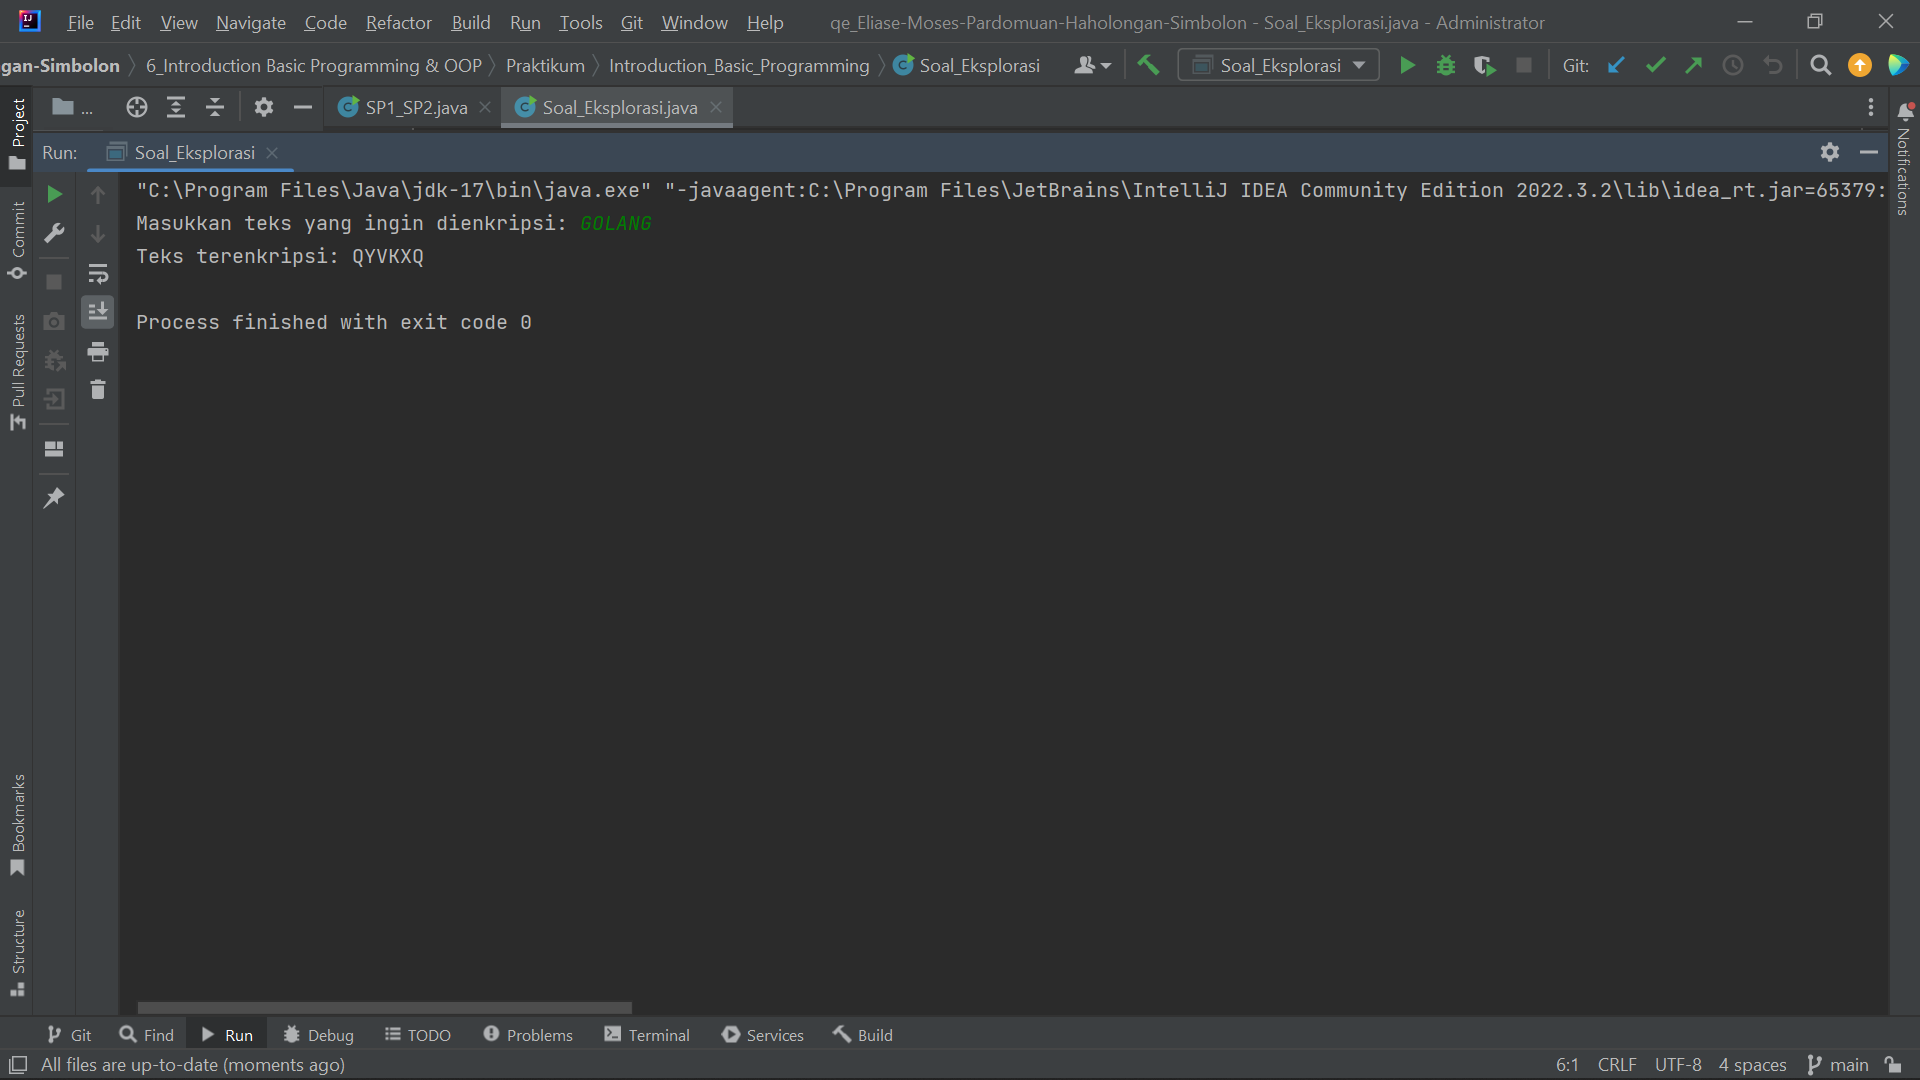 File Edit View Navigate Code Refactor Build Run Tools Git Window Help qe_Eliase-Moses-Pardomuan-Haholongan-Simbolon - Soal_Eksplorasi.java - Administrator
gan-Simbolon 6_Introduction Basic Programming & OOP Praktikum Introduction_Basic_Programming Soal_Eksplorasi Soal_Eksplorasi Git:
... SP1_SP2.java Soal_Eksplorasi.java
Run: Soal_Eksplorasi
"C:\Program Files\Java\jdk-17\bin\java.exe" "-javaagent:C:\Program Files\JetBrains\IntelliJ IDEA Community Edition 2022.3.2\lib\idea_rt.jar=65379:
Masukkan teks yang ingin dienkripsi: GOLANG
Teks terenkripsi: QYVKXQ
Process finished with exit code 0
Project
Commit
Pull Requests
Bookmarks
Structure
Notifications
Git Find Run Debug TODO Problems Terminal Services Build
All files are up-to-date (moments ago) 6:1 CRLF UTF-8 4 spaces main